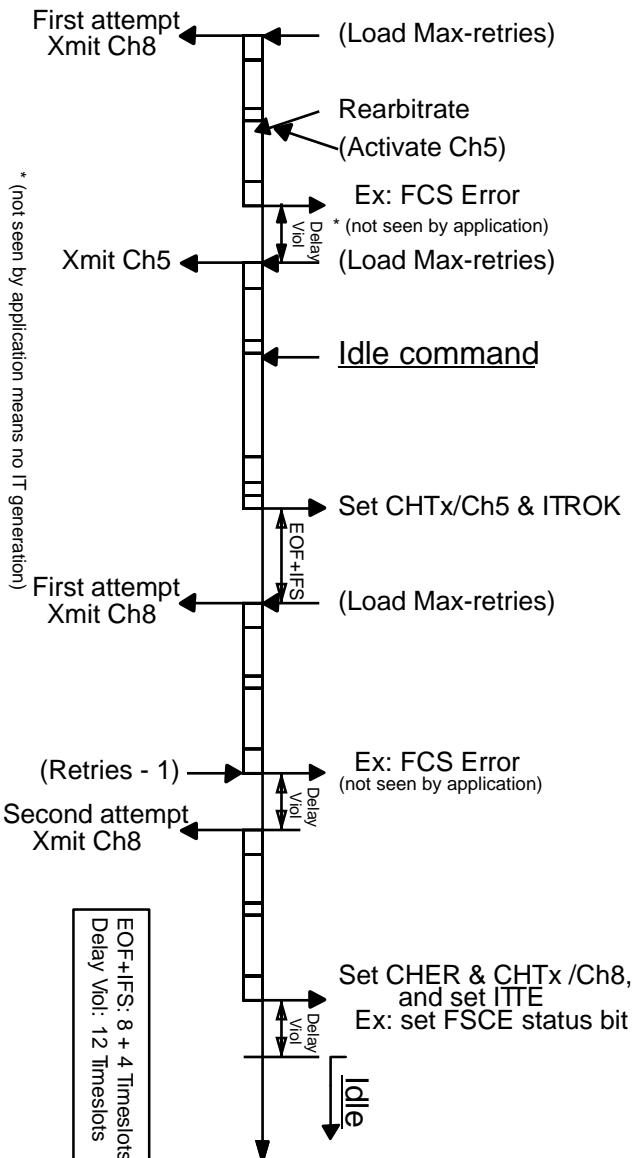 First attempt
Xmit Ch8
(Load Max-retries)
Rearbitrate
(Activate Ch5)
Ex: FCS Error
* (not seen by application)
Delay
Viol
Xmit Ch5
(Load Max-retries)
Idle command
* (not seen by application means no IT generation)
Set CHTx/Ch5 & ITROK
EOF+IFS
First attempt
Xmit Ch8
(Load Max-retries)
(Retries - 1)
Ex: FCS Error
(not seen by application)
Delay
Viol
Second attempt
Xmit Ch8
Set CHER & CHTx /Ch8,
and set ITTE
Ex: set FSCE status bit
Delay
Viol
Idle
EOF+IFS: 8 + 4 Timeslots
Delay Viol: 12 Timeslots